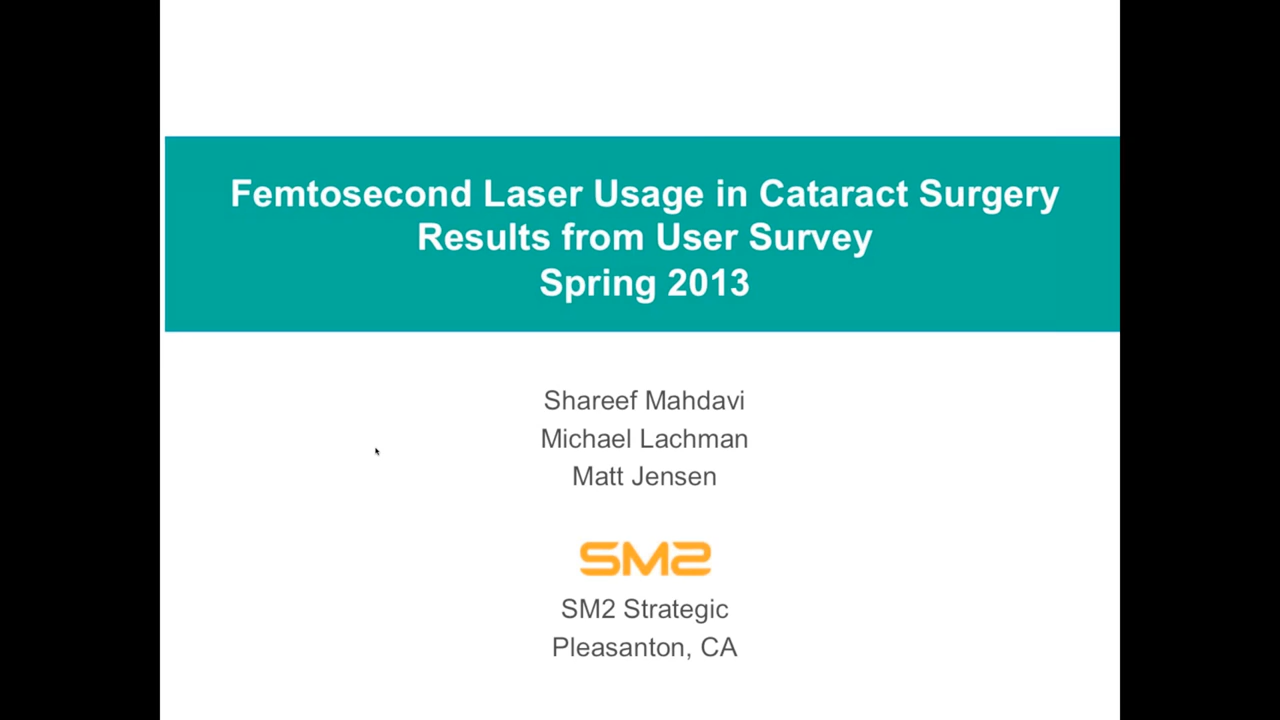 Femtosecond Laser Usage in Cataract Surgery
Results from User Survey
Spring 2013
Shareef Mahdavi
Michael Lachman
Matt Jensen
SM2
SM2 Strategic
Pleasanton, CA